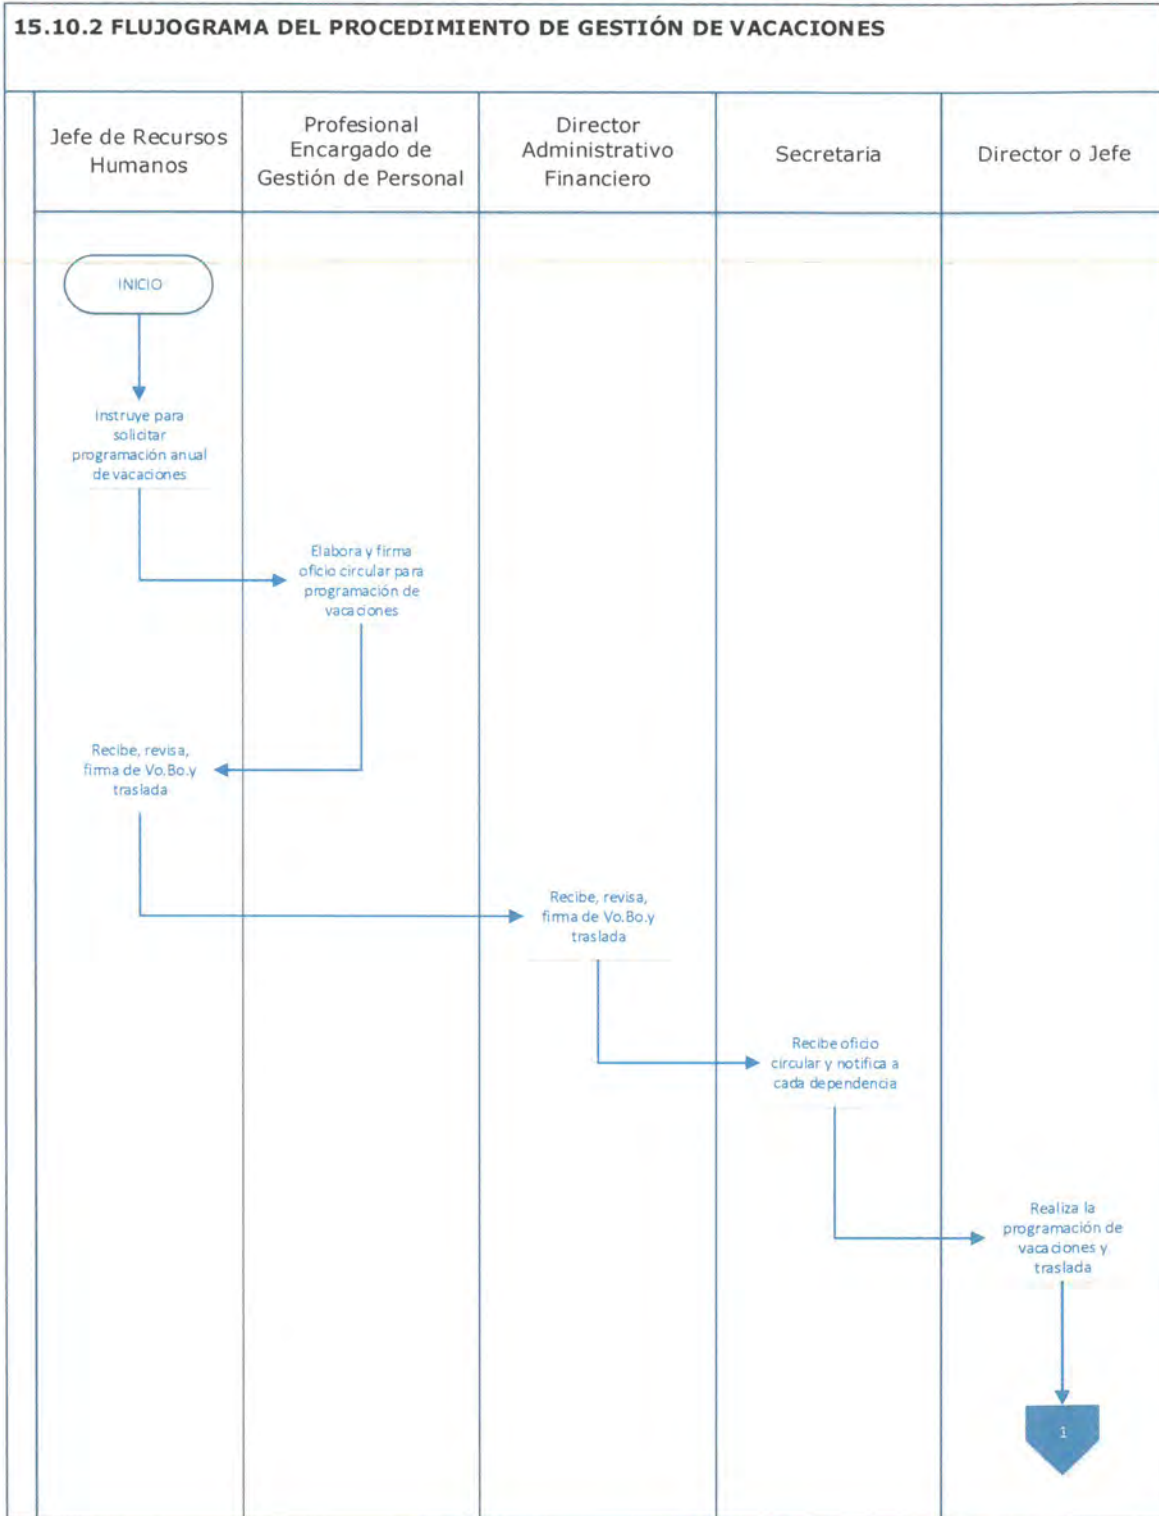 15.10.2 FLUJOGRAMA DEL PROCEDIMIENTO DE GESTIÓN DE VACACIONES
Jefe de Recursos
Humanos
Profesional
Encargado de
Gestión de Personal
Director
Administrativo
Financiero
Secretaria
Director o Jefe
INICIO
Instruye para
solicitar
programación anual
de vacaciones
Elabora y firma
oficio circular para
programación de
vacaciones
Recibe, revisa,
firma de Vo.Bo.y
traslada
Recibe, revisa,
firma de Vo.Bo.y
traslada
Recibe oficio
circular y notifica a
cada dependencia
Realiza la
programación de
vacaciones y
traslada
1